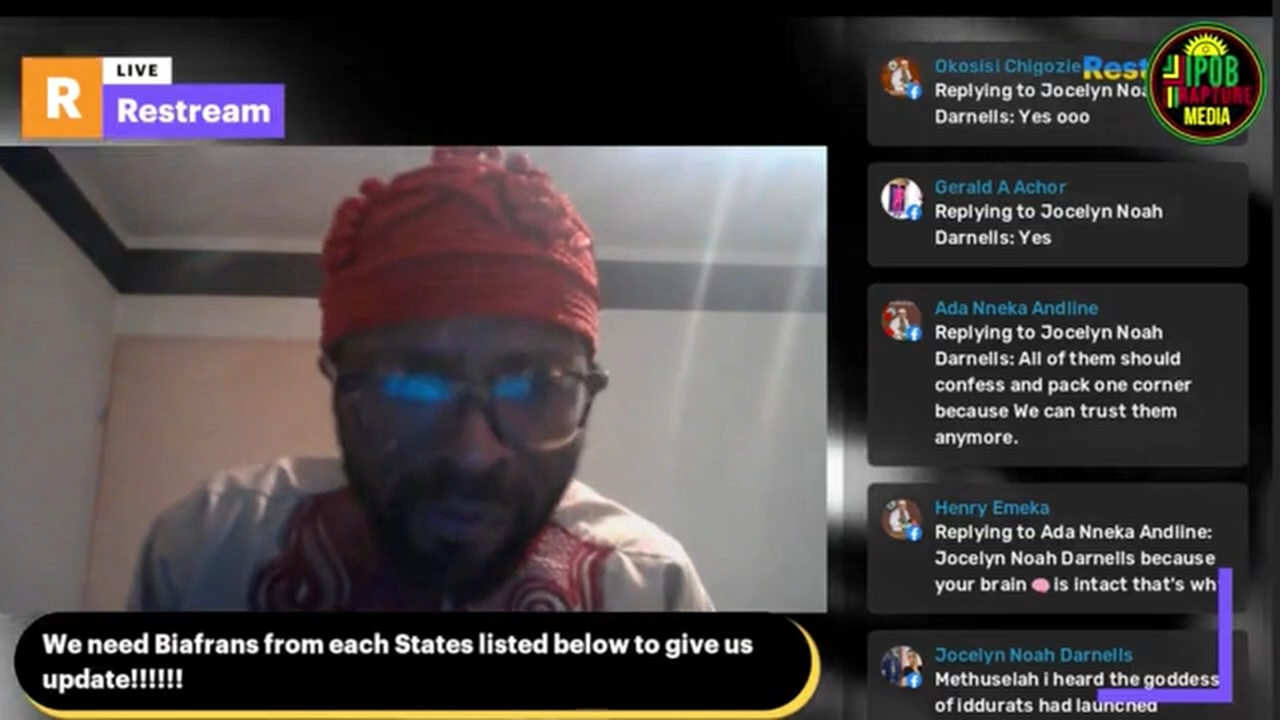 R
LIVE
Restream
We need Biafrans from each States listed below to give us
update!!!!!!
Okosisi Chigozie
Replying to Jocelyn
Darnells: Yes ooo
IPOB
RAPTURE
MEDIA
Gerald A Achor
Replying to Jocelyn Noah
Darnells: Yes
Ada Nneka Andline
Replying to Jocelyn Noah
Darnells: All of them should
confess and pack one corner
because We can trust them
anymore.
Henry Emeka
Replying to Ada Nneka Andline:
Jocelyn Noah Darnells because
your brain 🧠 is intact that's
Jocelyn Noah Darnells
Methuselah i heard the goddess
of iddurats had launched